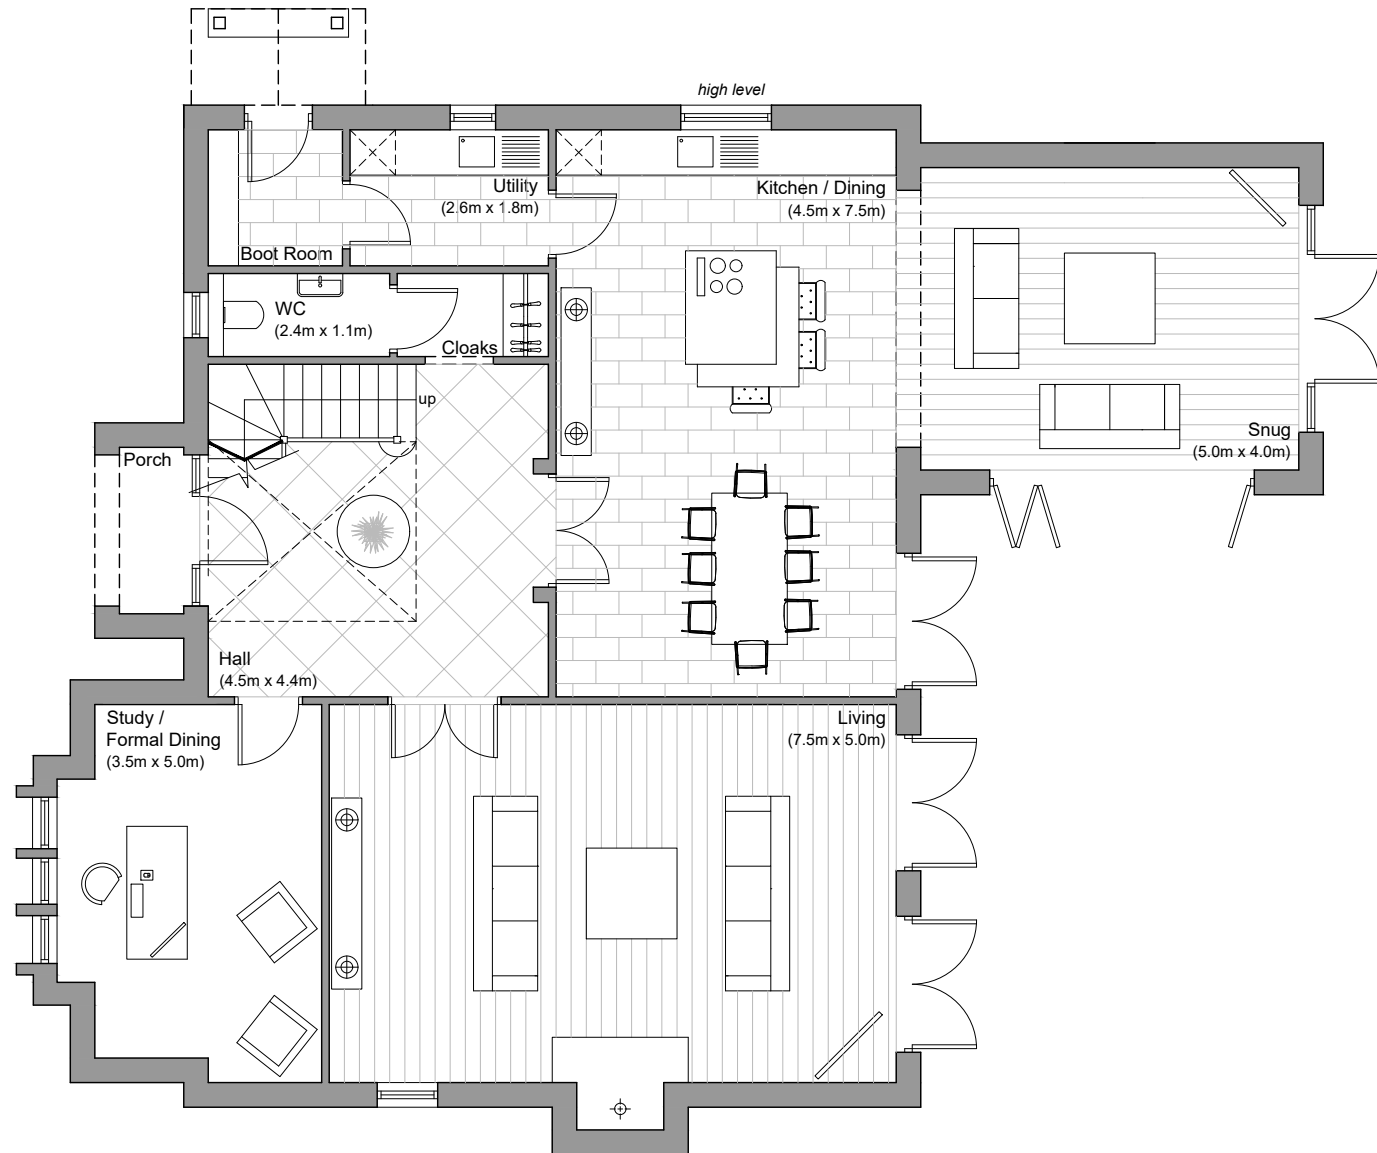 high level
Utility
(2.6m x 1.8m)
Kitchen / Dining
(4.5m x 7.5m)
Boot Room
WC
(2.4m x 1.1m)
Cloaks
up
Snug
(5.0m x 4.0m)
Porch
Hall
(4.5m x 4.4m)
Study /
Formal Dining
(3.5m x 5.0m)
Living
(7.5m x 5.0m)